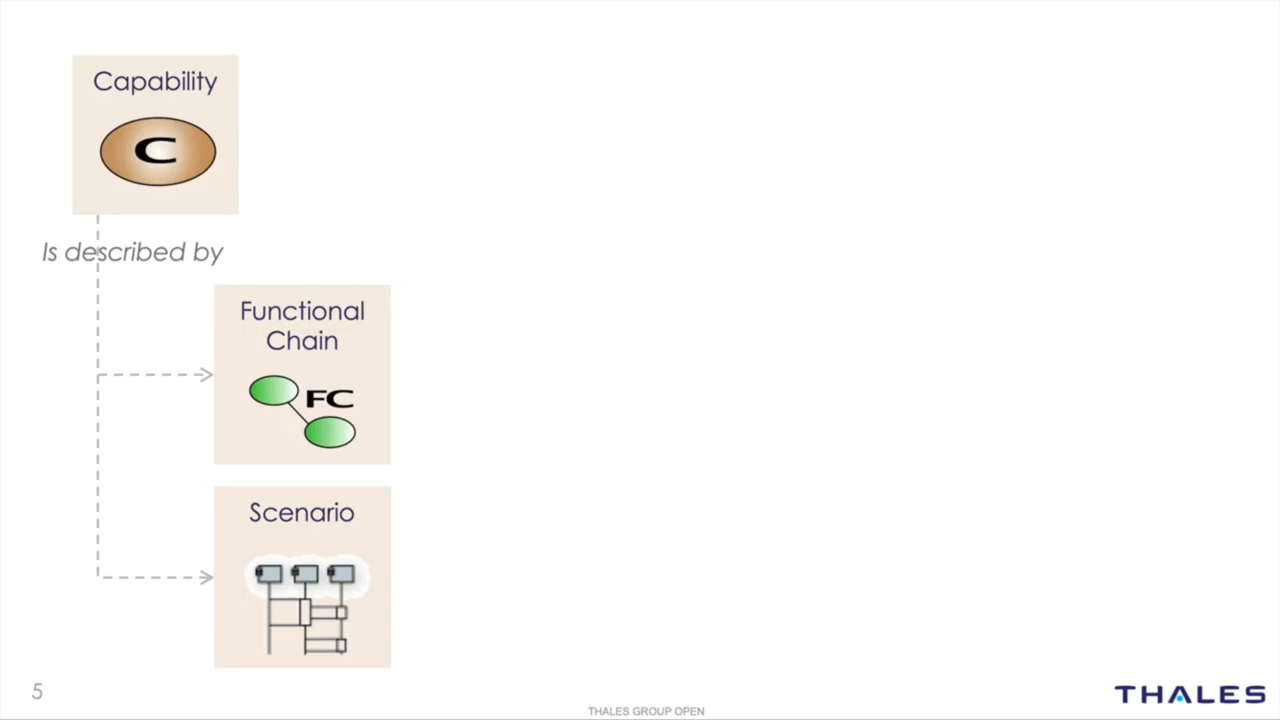 Capability
C
Is described by
Functional
Chain
FC
Scenario
5
THALES GROUP OPEN
THALES